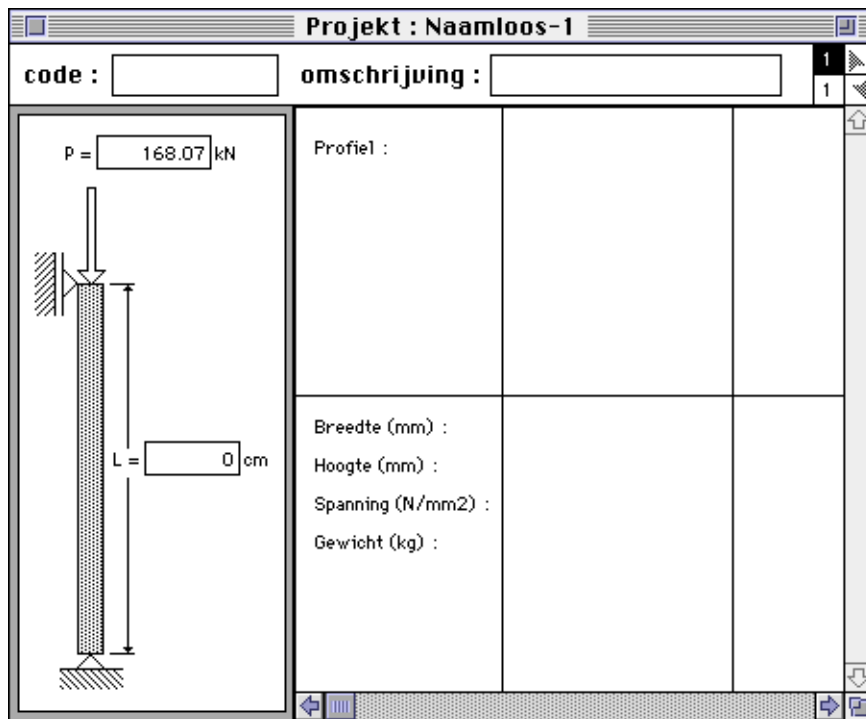 Projekt : Naamloos-1
code :
omschrijving :
1
1
P = 168.07 kN
L = 0 cm
Profiel :
Breedte (mm) :
Hoogte (mm) :
Spanning (N/mm2) :
Gewicht (kg) :